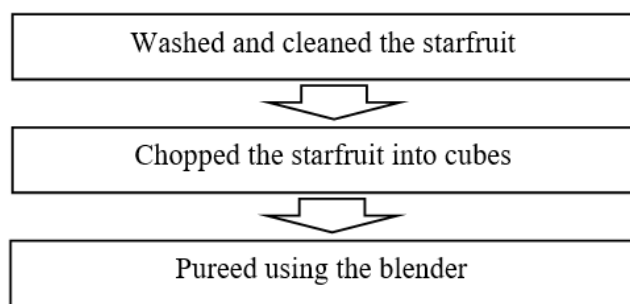 Washed and cleaned the starfruit
Chopped the starfruit into cubes
Pureed using the blender